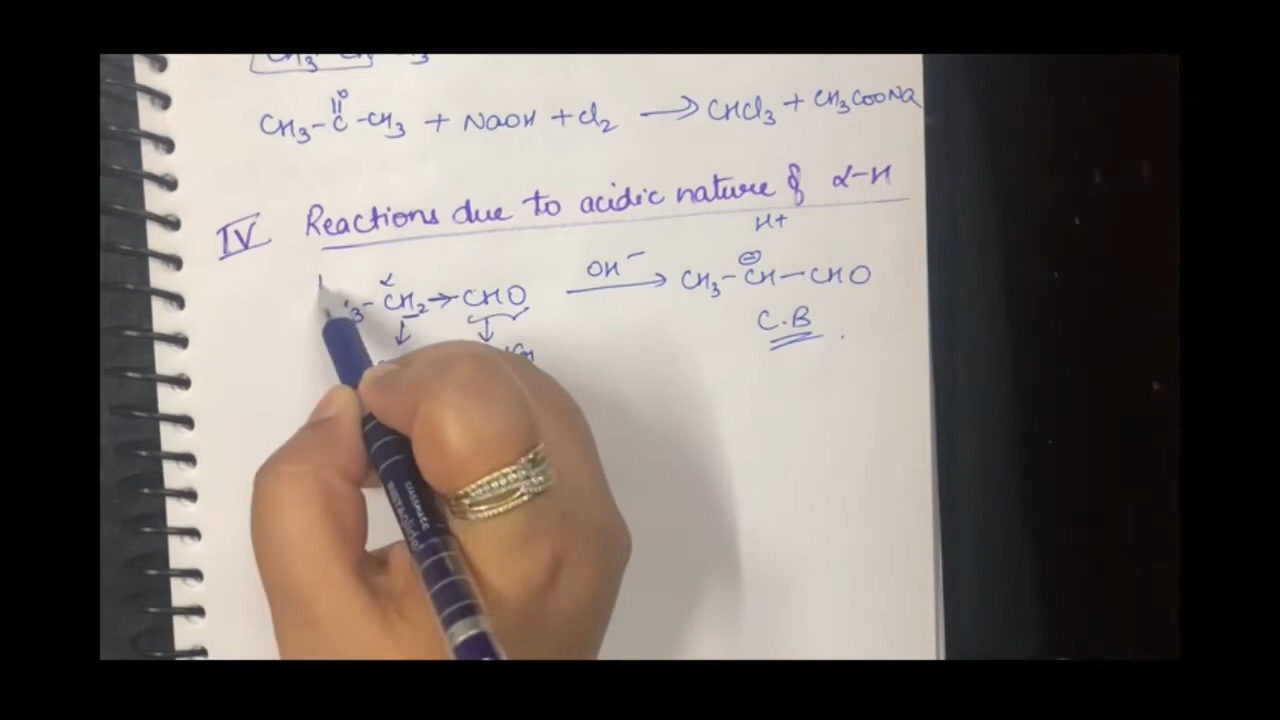 CH3-C-CH3 + NaOH + Cl2 → CHCl3 + CH3COONa
O
IV Reactions due to acidic nature of α-H
H+
3-CH2→CHO OH- → CH3-CH-CHO
C.B